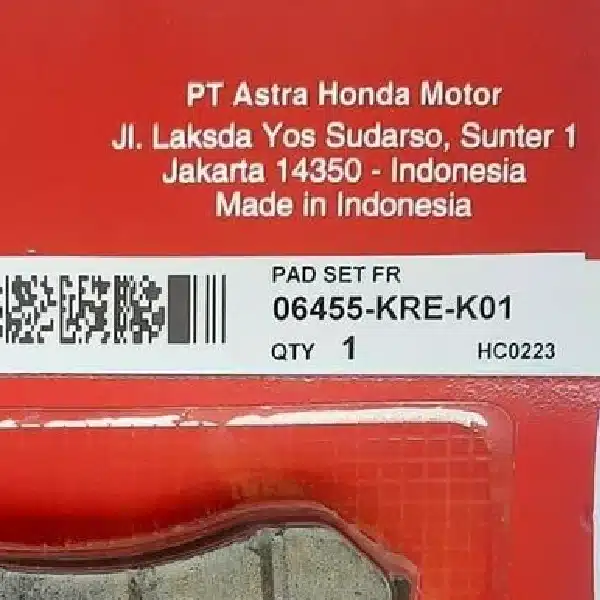 PT Astra Honda Motor
Jl. Laksda Yos Sudarso, Sunter 1
Jakarta 14350 - Indonesia
Made in Indonesia
PAD SET FR
06455-KRE-K01
QTY 1 HC0223